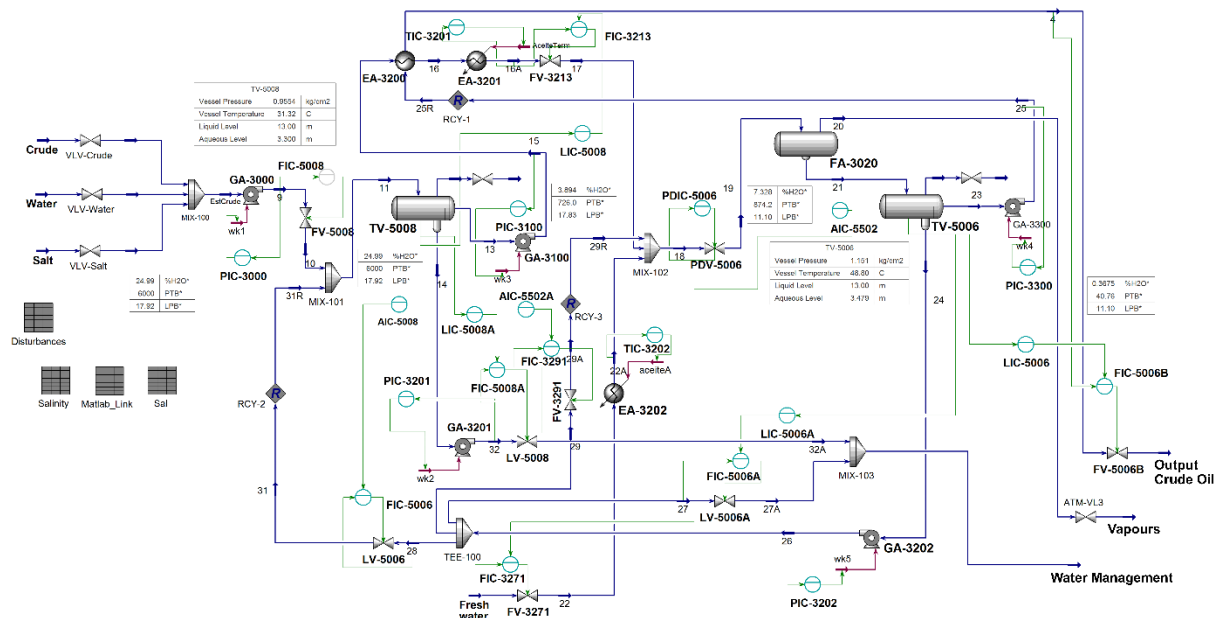 4
TIC-3201
FIC-3213
AceiteTerm
16
16A
17
EA-3200
EA-3201
FV-3213
TV-5008
Vessel Pressure 0.9554 kg/cm2
Vessel Temperature 31.32 C
Liquid Level 13.00 m
Aqueous Level 3.300 m
25R
RCY-1
25
20
15
LIC-5008
FA-3020
Crude
VLV-Crude
FIC-5008
GA-3000
EstCrude
9
11
19
21
3.894 %H2O*
726.0 PTB*
17.83 LPB*
7.328 %H2O*
674.2 PTB*
11.10 LPB*
PDIC-5006
AIC-5502
23
Water
VLV-Water
MIX-100
wk1
FV-5008
TV-5008
PIC-3100
13
GA-3100
wk3
29R
18
MIX-102
PDV-5006
TV-5006
GA-3300
wk4
PIC-3300
Salt
VLV-Salt
PIC-3000
10
31R
MIX-101
24.99 %H2O*
6000 PTB*
17.92 LPB*
14
24.99 %H2O*
6000 PTB*
17.92 LPB*
AIC-5502A
RCY-3
TV-5006
Vessel Pressure 1.151 kg/cm2
Vessel Temperature 48.80 C
Liquid Level 13.00 m
Aqueous Level 3.479 m
24
0.3675 %H2O*
40.76 PTB*
11.10 LPB*
AIC-5008
LIC-5008A
FIC-3291
29A
TIC-3202
22A
aceiteA
LIC-5006
FIC-5006B
Disturbances
Salinity
Matlab_Link
Sal
RCY-2
PIC-3201
FIC-5008A
FV-3291
EA-3202
GA-3201
wk2
32
LV-5008
29
LIC-5006A
32A
MIX-103
FV-5006B
Output
Crude Oil
31
FIC-5006
FIC-5006A
27
LV-5006A
27A
ATM-VL3
Vapours
LV-5006
28
TEE-100
26
GA-3202
wk5
FIC-3271
PIC-3202
Water Management
Fresh
water
FV-3271
22